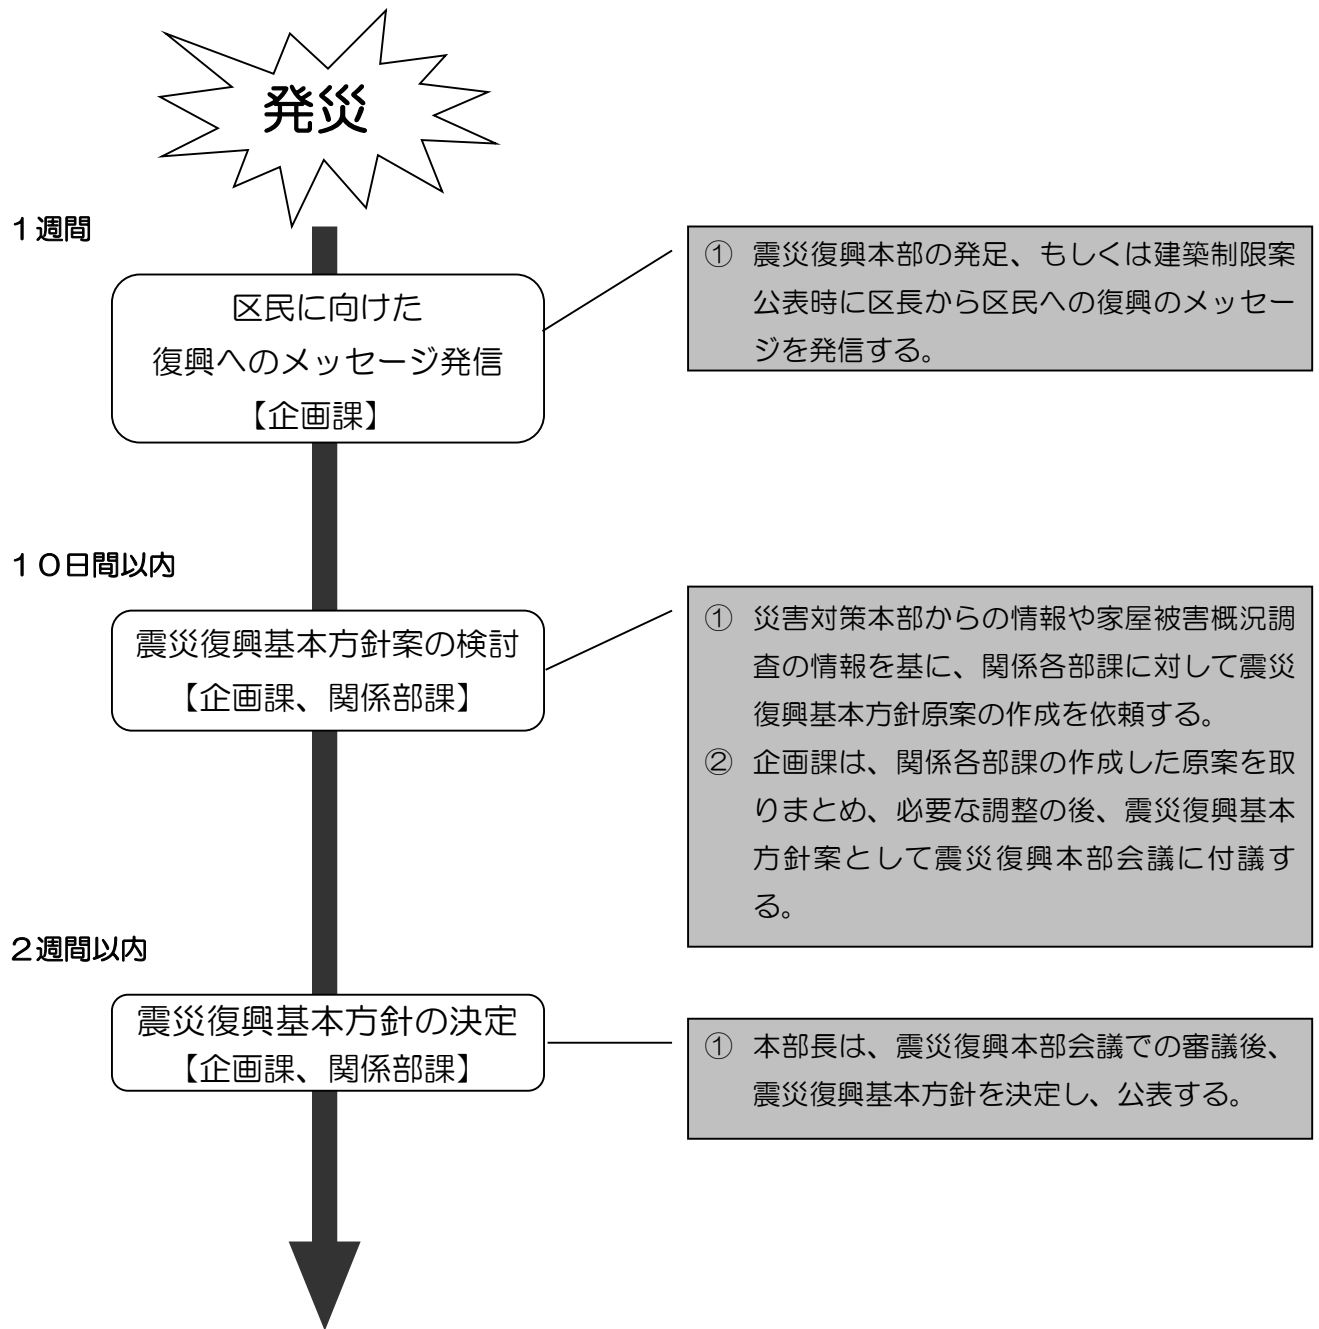 発災
１週間
区民に向けた
復興へのメッセージ発信
【企画課】
① 震災復興本部の発足、もしくは建築制限案
公表時に区長から区民への復興のメッセー
ジを発信する。
１０日間以内
震災復興基本方針案の検討
【企画課、関係部課】
① 災害対策本部からの情報や家屋被害概況調
査の情報を基に、関係各部課に対して震災
復興基本方針原案の作成を依頼する。
② 企画課は、関係各部課の作成した原案を取
りまとめ、必要な調整の後、震災復興基本
方針案として震災復興本部会議に付議す
る。
２週間以内
震災復興基本方針の決定
【企画課、関係部課】
① 本部長は、震災復興本部会議での審議後、
震災復興基本方針を決定し、公表する。